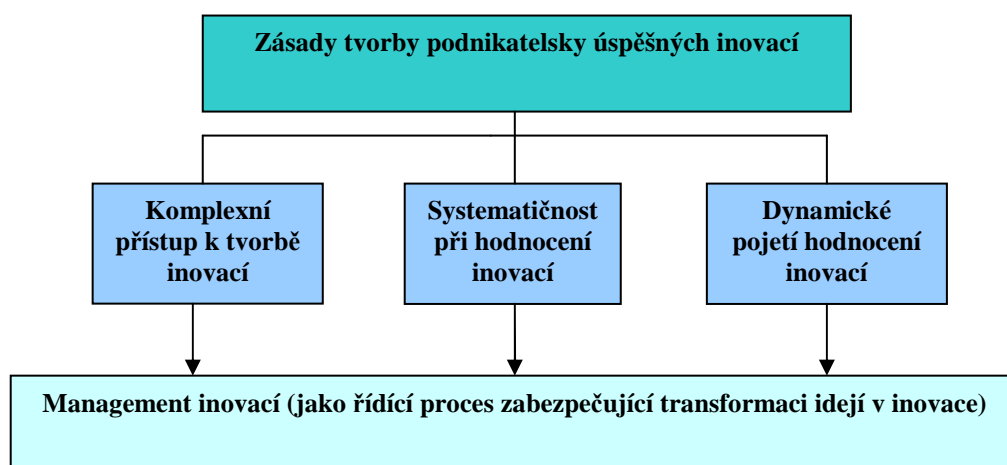 Zásady tvorby podnikatelsky úspěšných inovací
Komplexní
přístup k tvorbě
inovací
Systematičnost
při hodnocení
inovací
Dynamické
pojetí hodnocení
inovací
Management inovací (jako řídící proces zabezpečující transformaci idejí v inovace)